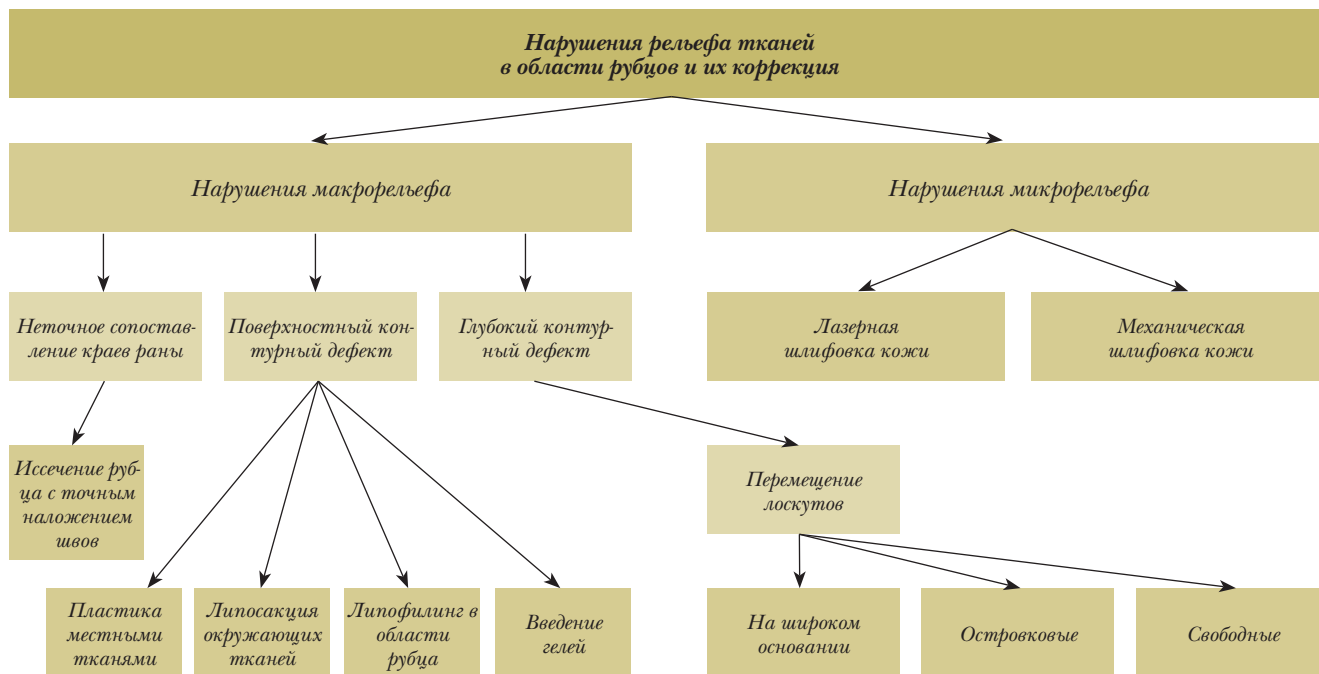 Нарушения рельефа тканей
в области рубцов и их коррекция
Нарушения макрорельефа
Нарушения микрорельефа
Неточное сопостав-
ление краев раны
Поверхностный кон-
турный дефект
Глубокий контур-
ный дефект
Лазерная
шлифовка кожи
Механическая
шлифовка кожи
Иссечение руб-
ца с точным
наложением
швов
Перемещение
лоскутов
Пластика
местными
тканями
Липосакция
окружающих
тканей
Липофилинг в
области
рубца
Введение
гелей
На широком
основании
Островковые
Свободные